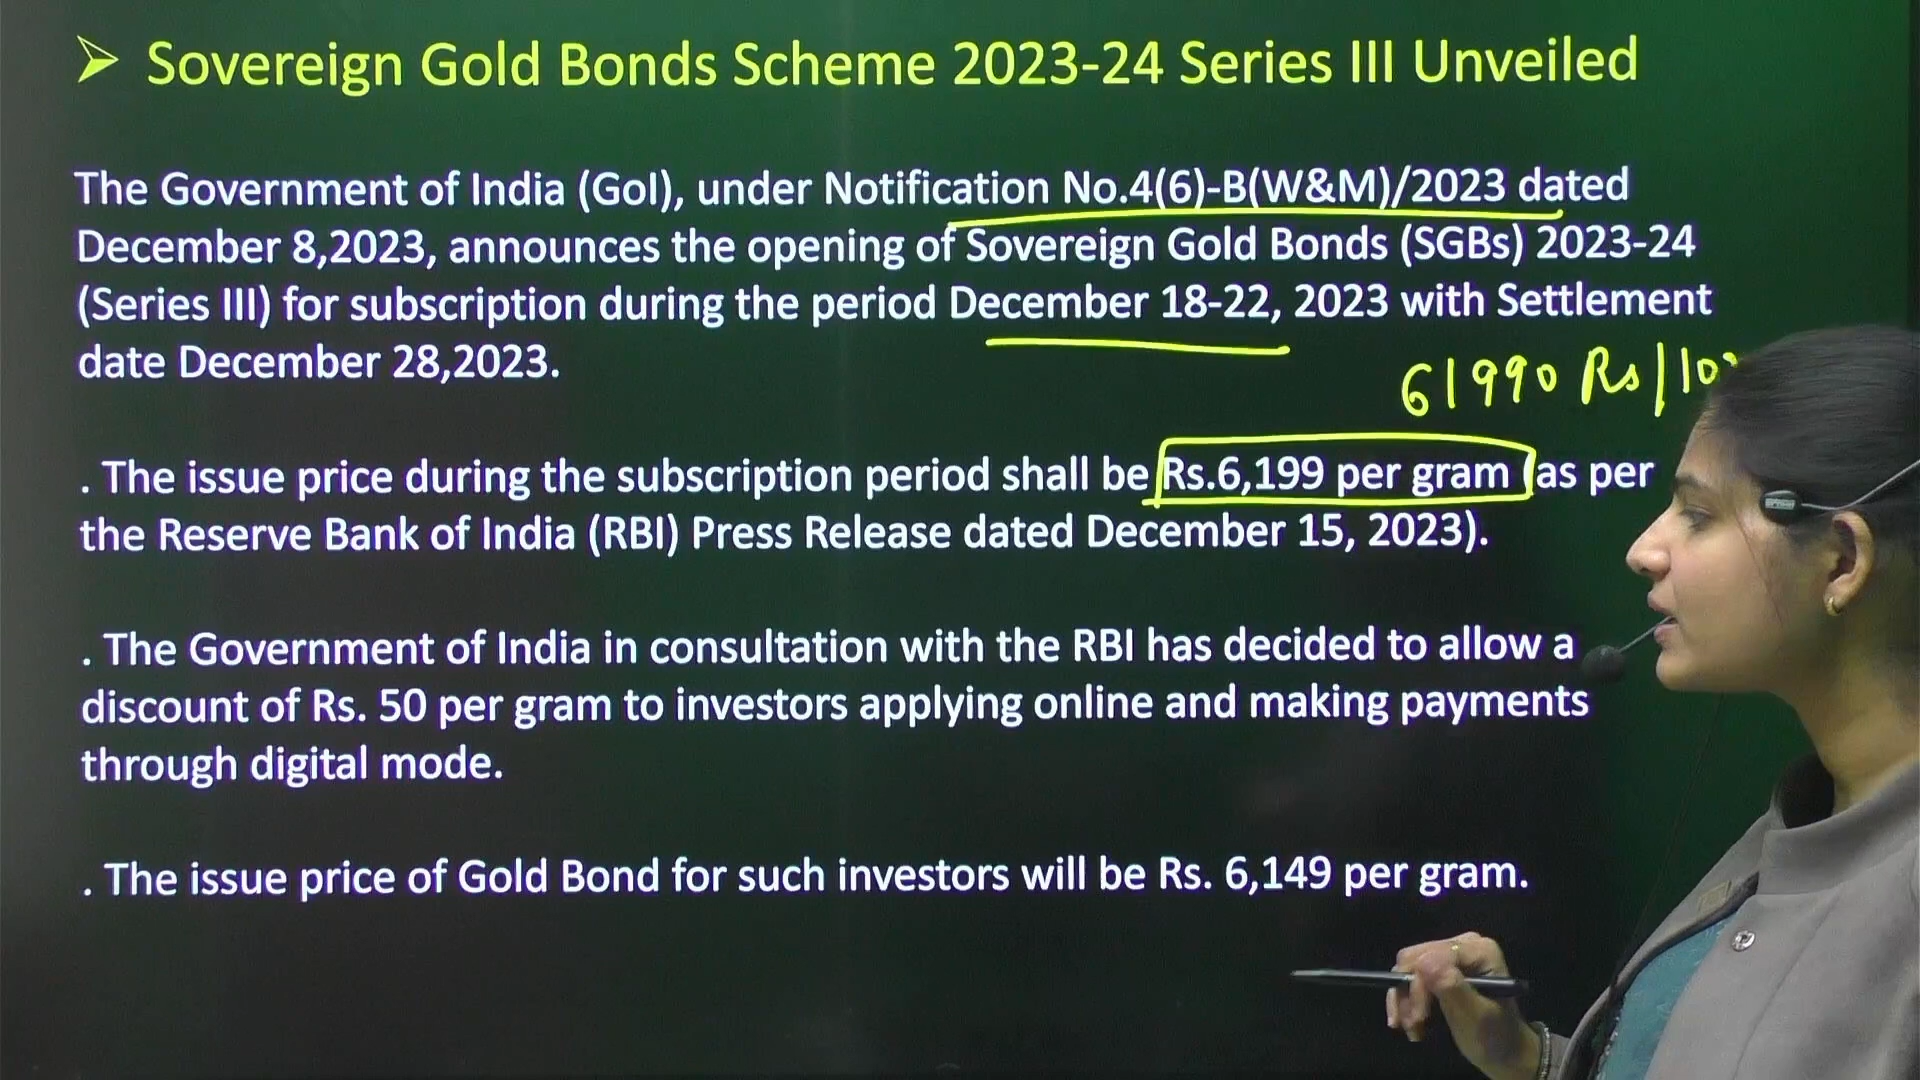 Sovereign Gold Bonds Scheme 2023-24 Series III Unveiled
The Government of India (GoI), under Notification No.4(6)-B(W&M)/2023 dated
December 8,2023, announces the opening of Sovereign Gold Bonds (SGBs) 2023-24
(Series III) for subscription during the period December 18-22, 2023 with Settlement
date December 28,2023.
61990 Rs/10
. The issue price during the subscription period shall be Rs.6,199 per gram (as per
the Reserve Bank of India (RBI) Press Release dated December 15, 2023).
. The Government of India in consultation with the RBI has decided to allow a
discount of Rs. 50 per gram to investors applying online and making payments
through digital mode.
. The issue price of Gold Bond for such investors will be Rs. 6,149 per gram.